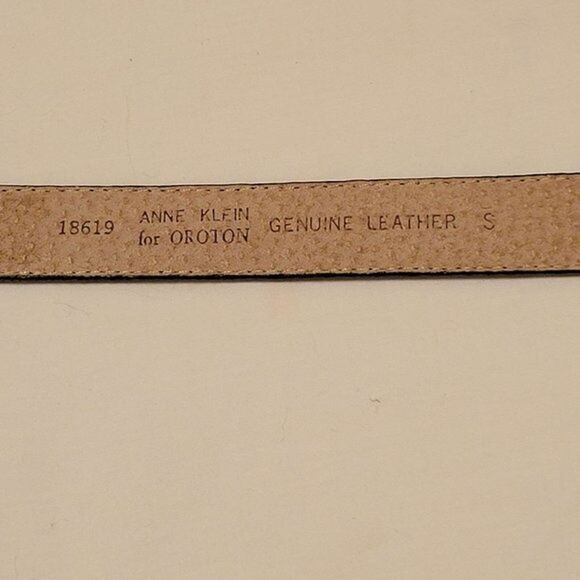 18619 ANNE KLEIN for OROTON GENUINE LEATHER S